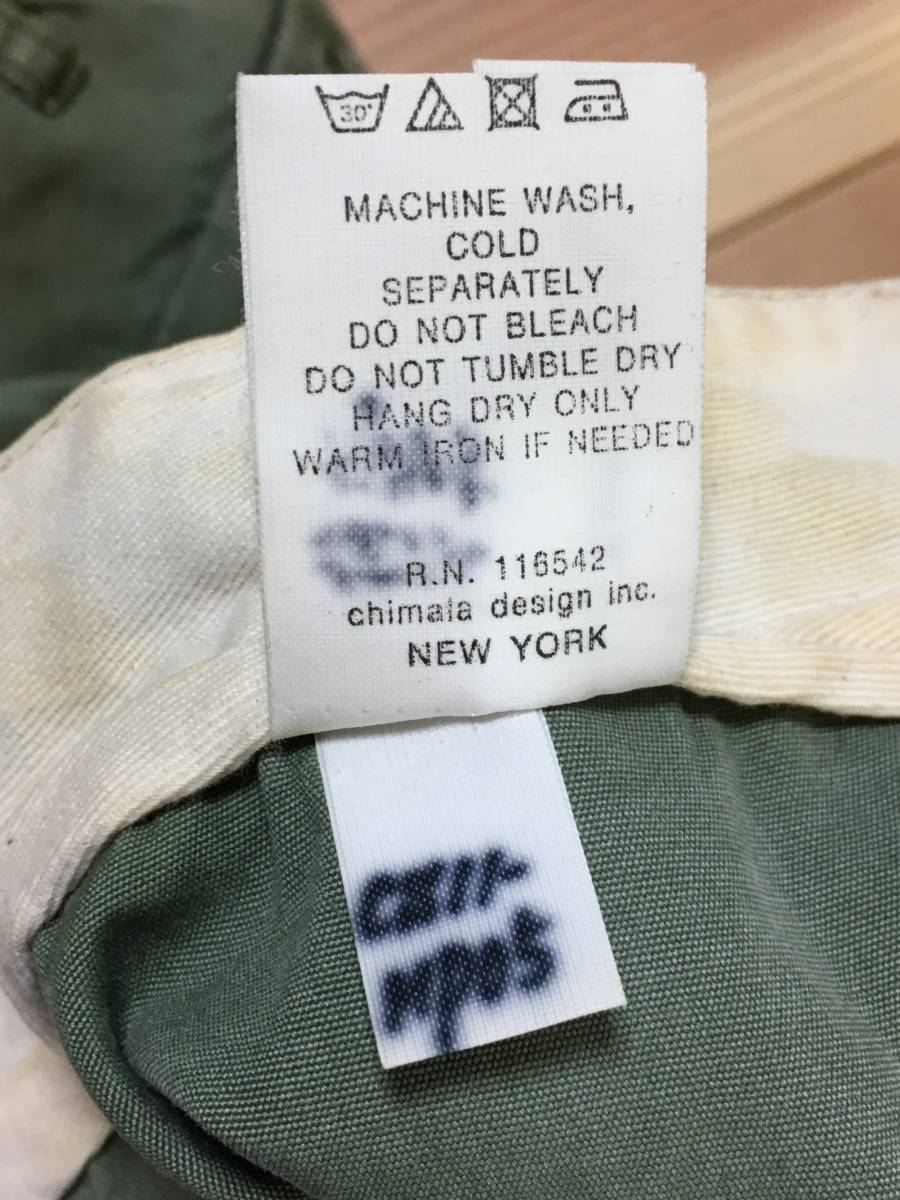 30°
MACHINE WASH,
COLD
SEPARATELY
DO NOT BLEACH
DO NOT TUMBLE DRY
HANG DRY ONLY
WARM IRON IF NEEDED
R.N. 116542
chimala design inc.
NEW YORK